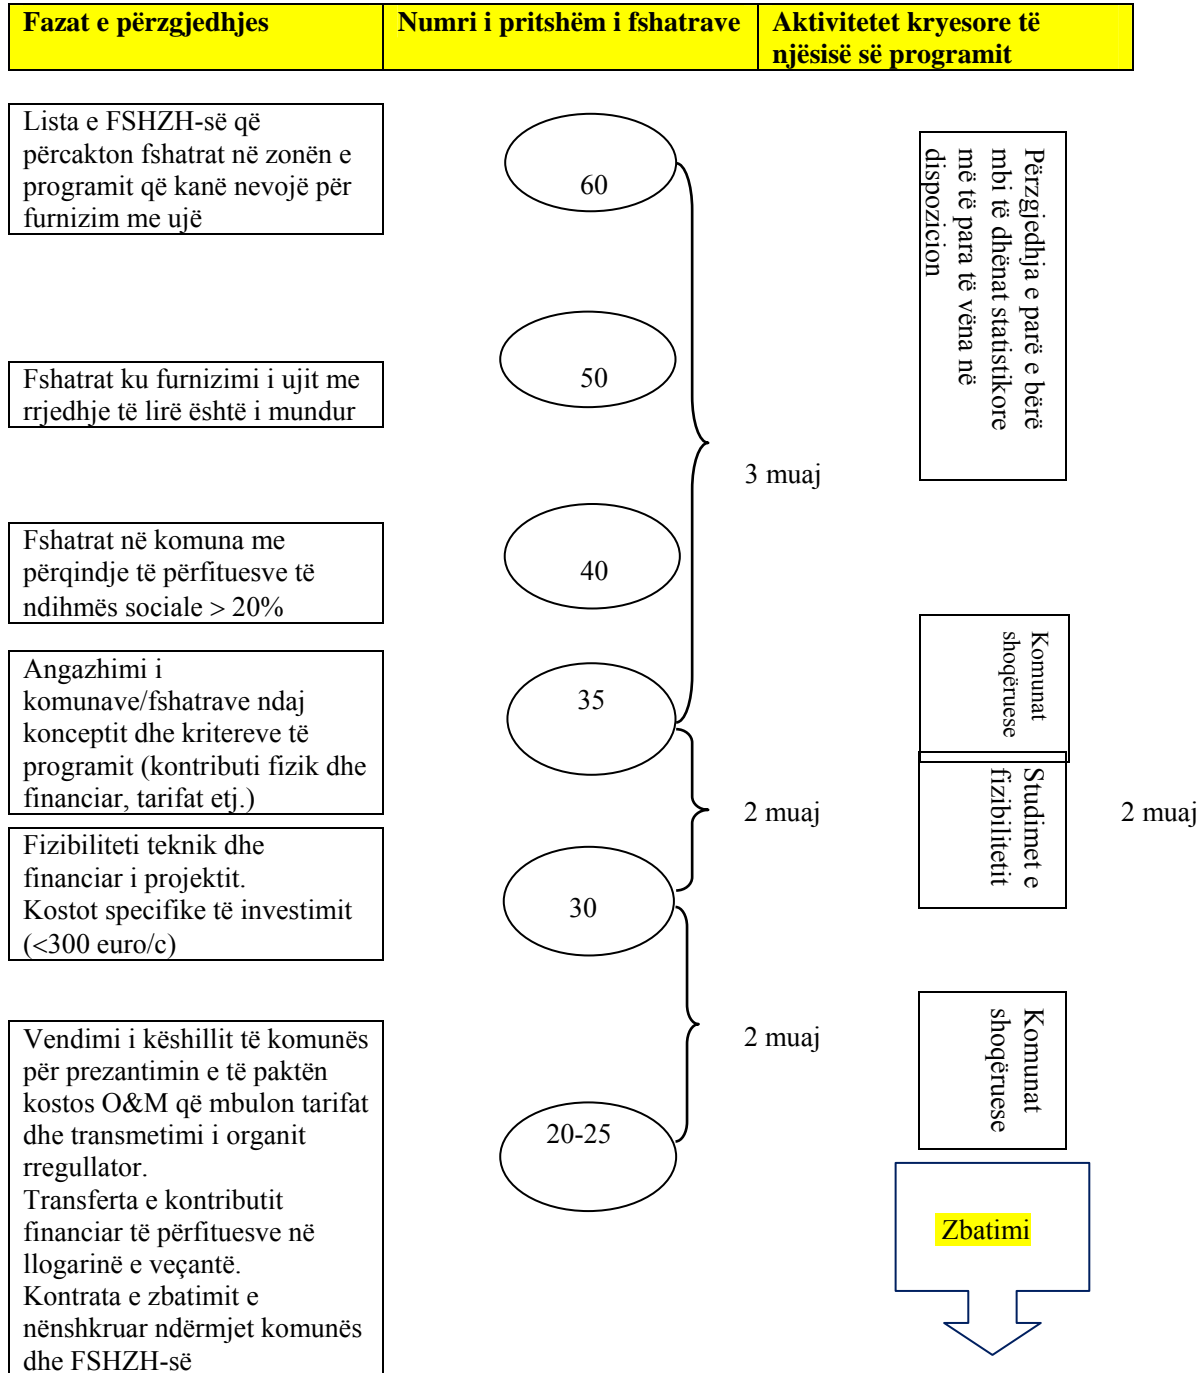 Fazat e përzgjedhjes
Numri i pritshëm i fshatrave
Aktivitetet kryesore të
njësisë së programit
Lista e FSHZH-së që
përcakton fshatrat në zonën e
programit që kanë nevojë për
furnizim me ujë
60
Përzgjedhja e parë e bërë
mbi të dhënat statistikore
më të para të vëna në
dispozicion
Fshatrat ku furnizimi i ujit me
rrjedhje të lirë është i mundur
50
3 muaj
Fshatrat në komuna me
përqindje të përfituesve të
ndihmës sociale > 20%
40
Angazhimi i
komunave/fshatrave ndaj
konceptit dhe kritereve të
programit (kontributi fizik dhe
financiar, tarifat etj.)
35
Komunat
shoqëruese
2 muaj
Studimet e
fizibilitetit
2 muaj
Fizibiliteti teknik dhe
financiar i projektit.
Kostot specifike të investimit
(<300 euro/c)
30
2 muaj
Komunat
shoqëruese
Vendimi i këshillit të komunës
për prezantimin e të paktën
kostos O&M që mbulon tarifat
dhe transmetimi i organit
rregullator.
Transferta e kontributit
financiar të përfituesve në
llogarinë e veçantë.
Kontrata e zbatimit e
nënshkruar ndërmjet komunës
dhe FSHZH-së
20-25
Zbatimi